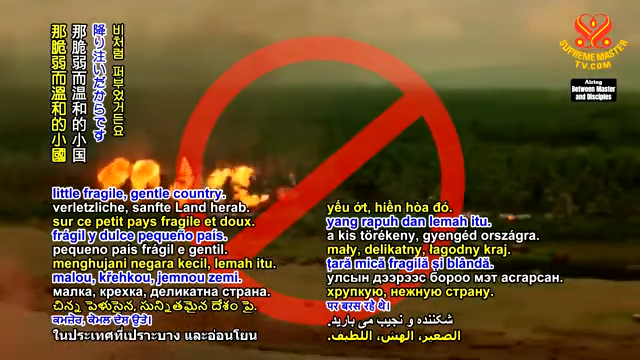 비처럼 퍼부었거든요
降り注いだからです
那脆弱而温和的小国
那脆弱而溫和的小國
SUPREME MASTER
TV.COM
Airing
Between Master
and Disciples
little fragile, gentle country.
verletzliche, sanfte Land herab.
sur ce petit pays fragile et doux.
frágil y dulce pequeño país.
pequeno país frágil e gentil.
menghujani negara kecil, lemah itu.
malou, křehkou, jemnou zemi.
малка, крехка, деликатна страна.
చిన్న పెళుసైన, సున్నితమైన దేశం పై.
ਕਮਜ਼ੋਰ, ਕੋਮਲ ਦੇਸ਼ ਉਤੇ।
ในประเทศที่เปราะบาง และอ่อนโยน
yếu ớt, hiền hòa đó.
yang rapuh dan lemah itu.
a kis törékeny, gyengéd országra.
mały, delikatny, łagodny kraj.
țară mică fragilă și blândă.
улсын дээрээс бороо мэт асгарсан.
хрупкую, нежную страну.
पर बरस रहे थे।
شکننده و نجیب می بارید.
الصغير، الهش، اللطيف.